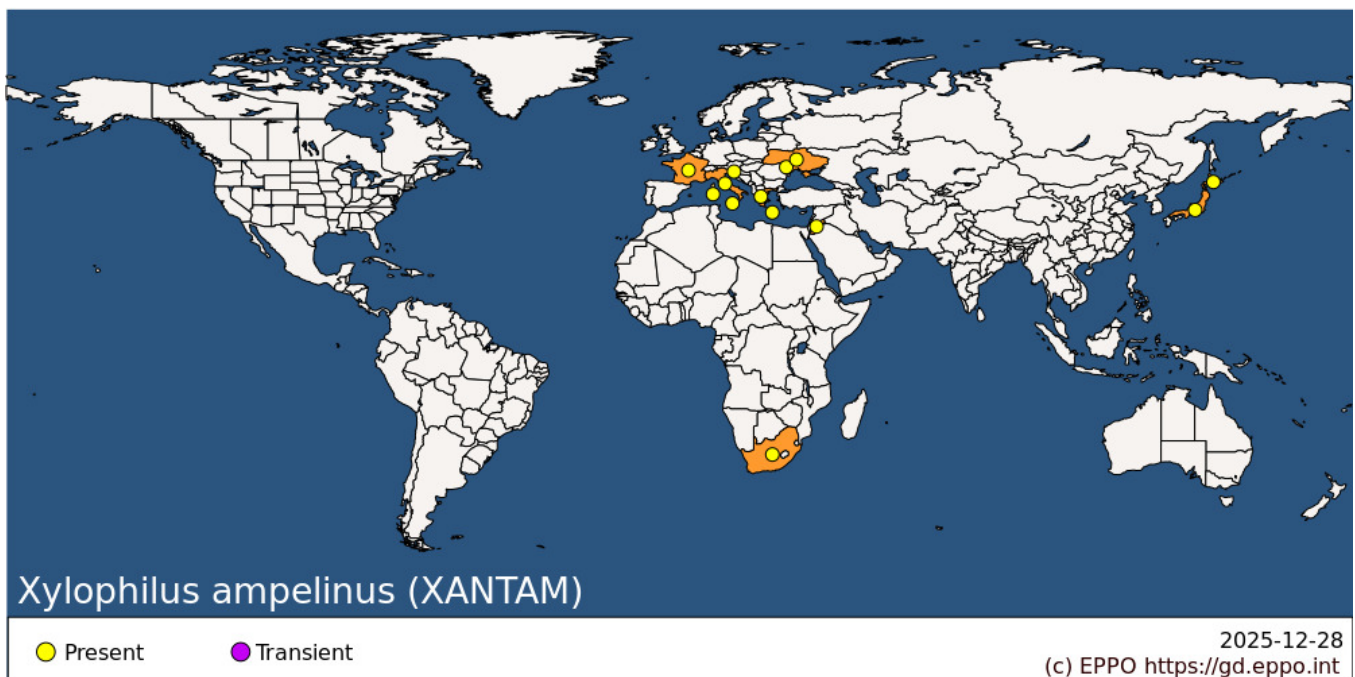 Xylophilus ampelinus (XANTAM)
Present
Transient
2025-12-28
(c) EPPO https://gd.eppo.int